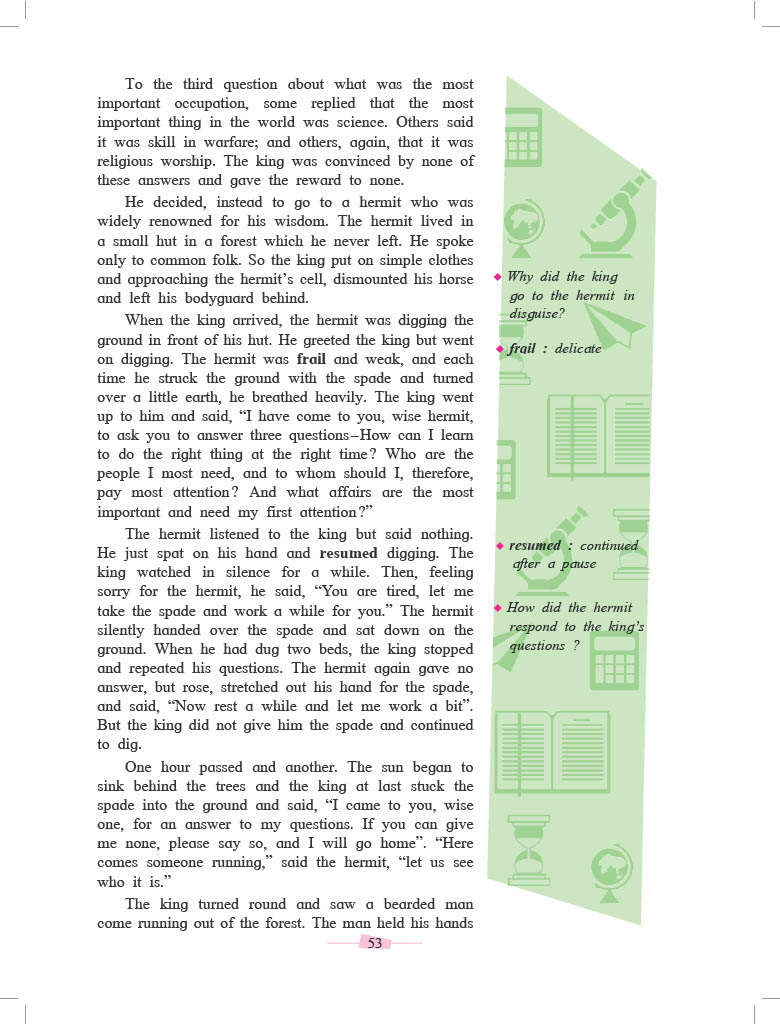 To the third question about what was the most
important occupation, some replied that the most
important thing in the world was science. Others said
it was skill in warfare; and others, again, that it was
religious worship. The king was convinced by none of
these answers and gave the reward to none.
He decided, instead to go to a hermit who was
widely renowned for his wisdom. The hermit lived in
a small hut in a forest which he never left. He spoke
only to common folk. So the king put on simple clothes
and approaching the hermit's cell, dismounted his horse
and left his bodyguard behind.
When the king arrived, the hermit was digging the
ground in front of his hut. He greeted the king but went
on digging. The hermit was frail and weak, and each
time he struck the ground with the spade and turned
over a little earth, he breathed heavily. The king went
up to him and said, “I have come to you, wise hermit,
to ask you to answer three questions–How can I learn
to do the right thing at the right time? Who are the
people I most need, and to whom should I, therefore,
pay most attention? And what affairs are the most
important and need my first attention?”
The hermit listened to the king but said nothing.
He just spat on his hand and resumed digging. The
king watched in silence for a while. Then, feeling
sorry for the hermit, he said, “You are tired, let me
take the spade and work a while for you.” The hermit
silently handed over the spade and sat down on the
ground. When he had dug two beds, the king stopped
and repeated his questions. The hermit again gave no
answer, but rose, stretched out his hand for the spade,
and said, “Now rest a while and let me work a bit”.
But the king did not give him the spade and continued
to dig.
One hour passed and another. The sun began to
sink behind the trees and the king at last stuck the
spade into the ground and said, “I came to you, wise
one, for an answer to my questions. If you can give
me none, please say so, and I will go home”. “Here
comes someone running,” said the hermit, “let us see
who it is.”
The king turned round and saw a bearded man
come running out of the forest. The man held his hands
◆ Why did the king
go to the hermit in
disguise?
◆ frail : delicate
◆ resumed : continued
after a pause
◆ How did the hermit
respond to the king's
questions ?
53